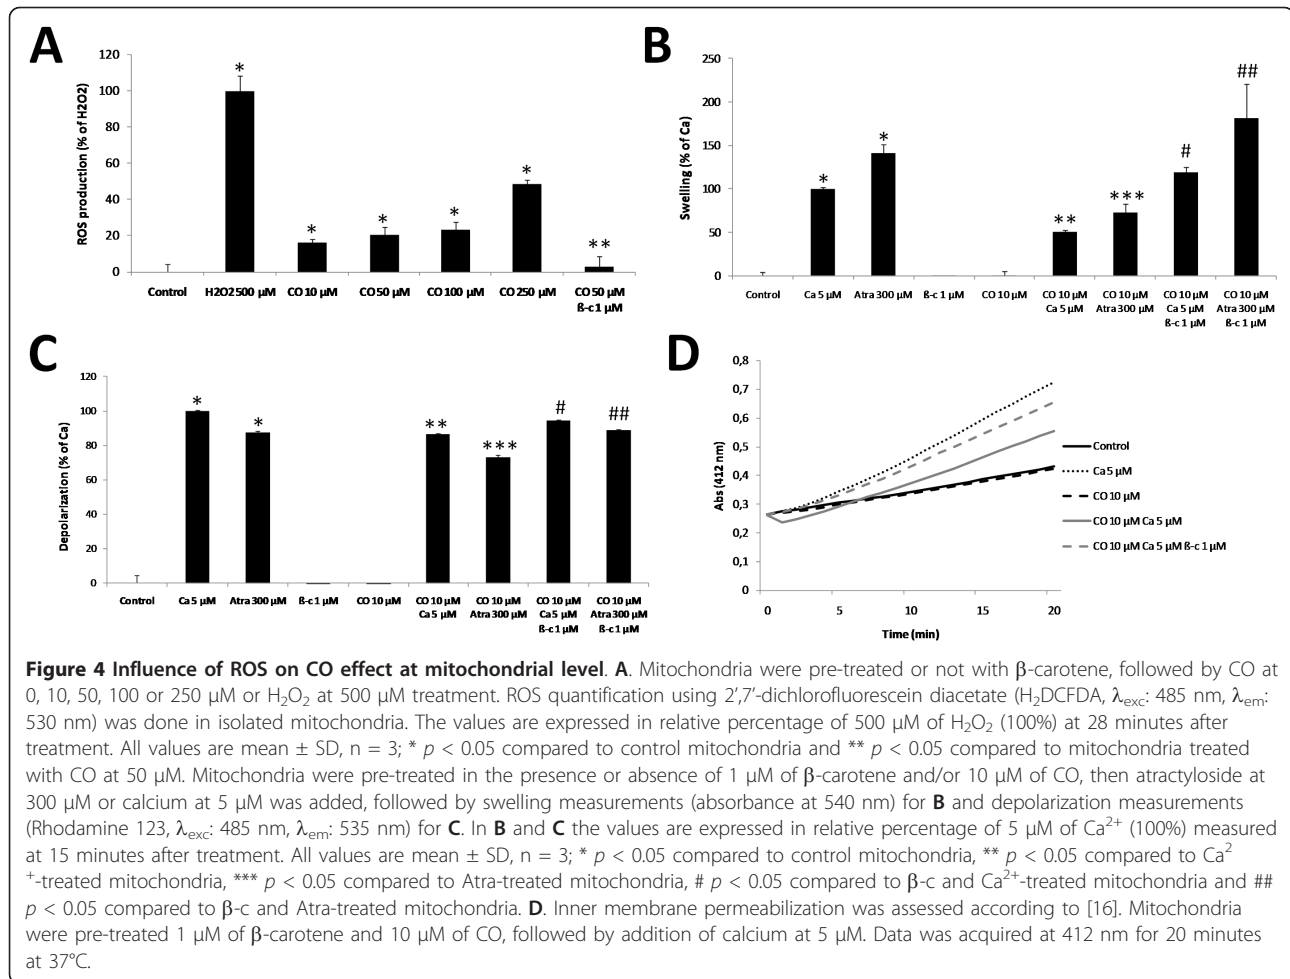 A
ROS production (% of H2O2)
120
100
80
60
40
20
0
*
*
*
*
*
**
Control
H2O2 500 µM
CO 10 µM
CO 50 µM
CO 100 µM
CO 250 µM
CO 50 µM
ß-c 1 µM
B
Swelling (% of Ca)
250
200
150
100
50
0
*
*
**
***
#
##
Control
Ca 5 µM
Atra 300 µM
ß-c 1 µM
CO 10 µM
CO 10 µM
Ca 5 µM
CO 10 µM
Atra 300 µM
CO 10 µM
Ca 5 µM
ß-c 1 µM
CO 10 µM
Atra 300 µM
ß-c 1 µM
C
Depolarization (% of Ca)
120
100
80
60
40
20
0
*
*
**
***
#
##
Control
Ca 5 µM
Atra 300 µM
ß-c 1 µM
CO 10 µM
CO 10 µM
Ca 5 µM
CO 10 µM
Atra 300 µM
CO 10 µM
Ca 5 µM
ß-c 1 µM
CO 10 µM
Atra 300 µM
ß-c 1 µM
D
Abs (412 nm)
0,8
0,7
0,6
0,5
0,4
0,3
0,2
0,1
0
0
5
10
15
20
Time (min)
Control
Ca 5 µM
CO 10 µM
CO 10 µM Ca 5 µM
CO 10 µM Ca 5 µM ß-c 1 µM
Figure 4 Influence of ROS on CO effect at mitochondrial level. A. Mitochondria were pre-treated or not with β-carotene, followed by CO at
0, 10, 50, 100 or 250 µM or H₂O₂ at 500 µM treatment. ROS quantification using 2′,7′-dichlorofluorescein diacetate (H₂DCFDA, λexc: 485 nm, λem:
530 nm) was done in isolated mitochondria. The values are expressed in relative percentage of 500 µM of H₂O₂ (100%) at 28 minutes after
treatment. All values are mean ± SD, n = 3; * p < 0.05 compared to control mitochondria and ** p < 0.05 compared to mitochondria treated
with CO at 50 µM. Mitochondria were pre-treated in the presence or absence of 1 µM of β-carotene and/or 10 µM of CO, then atractyloside at
300 µM or calcium at 5 µM was added, followed by swelling measurements (absorbance at 540 nm) for B and depolarization measurements
(Rhodamine 123, λexc: 485 nm, λem: 535 nm) for C. In B and C the values are expressed in relative percentage of 5 µM of Ca²⁺ (100%) measured
at 15 minutes after treatment. All values are mean ± SD, n = 3; * p < 0.05 compared to control mitochondria, ** p < 0.05 compared to Ca²
⁺-treated mitochondria, *** p < 0.05 compared to Atra-treated mitochondria, # p < 0.05 compared to β-c and Ca²⁺-treated mitochondria and ##
p < 0.05 compared to β-c and Atra-treated mitochondria. D. Inner membrane permeabilization was assessed according to [16]. Mitochondria
were pre-treated 1 µM of β-carotene and 10 µM of CO, followed by addition of calcium at 5 µM. Data was acquired at 412 nm for 20 minutes
at 37°C.